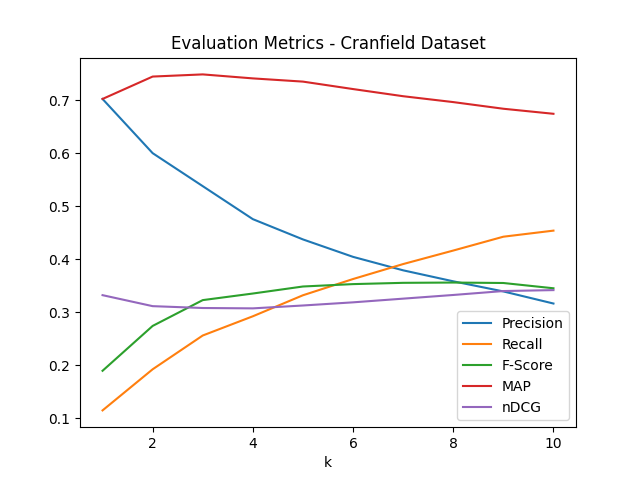 Evaluation Metrics - Cranfield Dataset
0.7
0.6
0.5
0.4
0.3
0.2
0.1
Precision
Recall
F-Score
MAP
nDCG
2 4 6 8 10
k